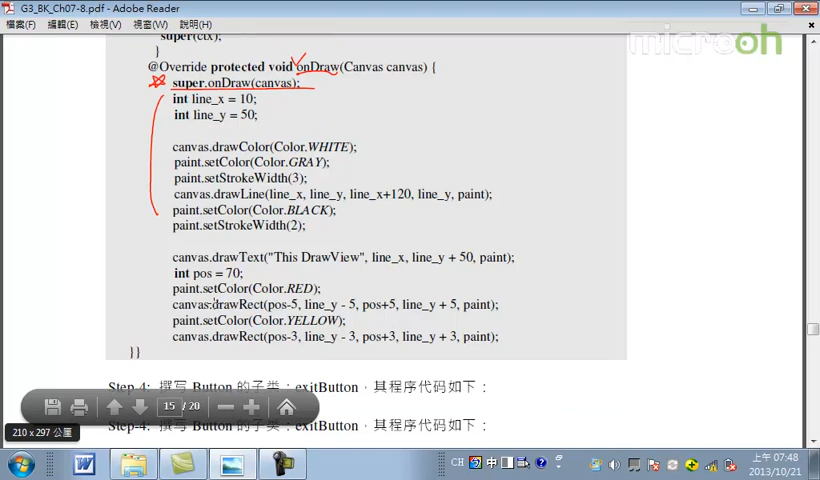 G3_BK_Ch07-8.pdf - Adobe Reader
檔案(F) 編輯(E) 檢視(V) 視窗(W) 說明(H)
microoh
super(ctx);
}
@Override protected void onDraw(Canvas canvas) {
super.onDraw(canvas);
int line_x = 10;
int line_y = 50;
canvas.drawColor(Color.WHITE);
paint.setColor(Color.GRAY);
paint.setStrokeWidth(3);
canvas.drawLine(line_x, line_y, line_x+120, line_y, paint);
paint.setColor(Color.BLACK);
paint.setStrokeWidth(2);
canvas.drawText("This DrawView", line_x, line_y + 50, paint);
int pos = 70;
paint.setColor(Color.RED);
canvas.drawRect(pos-5, line_y - 5, pos+5, line_y + 5, paint);
paint.setColor(Color.YELLOW);
canvas.drawRect(pos-3, line_y - 3, pos+3, line_y + 3, paint);
}}
Step-4: 撰写 Button 的子类：exitButton，其程序代码如下：
15 / 20
Step-4: 撰写 Button 的子类：exitButton，其程序代码如下：
210 x 297 公厘
CH 中
上午 07:48
2013/10/21